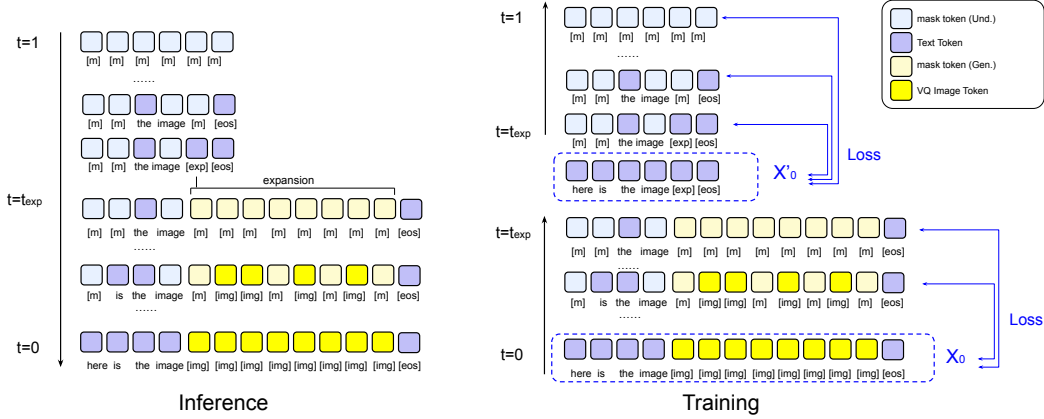 t=1
[m] [m] [m] [m] [m] [m]
......
[m] [m] the image [m] [eos]
[m] [m] the image [exp] [eos]
expansion
t=texp
[m] [m] the image [m] [m] [m] [m] [m] [m] [m] [m] [eos]
......
[m] is the image [m] [img] [img] [m] [img] [m] [img] [m] [eos]
......
t=0
here is the image [img] [img] [img] [img] [img] [img] [img] [img] [eos]
Inference
t=1
[m] [m] [m] [m] [m] [m]
......
[m] [m] the image [m] [eos]
t=texp
[m] [m] the image [exp] [eos]
here is the image [exp] [eos]
X'0
Loss
t=texp
[m] [m] the image [m] [m] [m] [m] [m] [m] [m] [m] [eos]
......
[m] is the image [m] [img] [img] [m] [img] [m] [img] [m] [eos]
......
t=0
here is the image [img] [img] [img] [img] [img] [img] [img] [img] [eos]
X0
Loss
Training
mask token (Und.)
Text Token
mask token (Gen.)
VQ Image Token